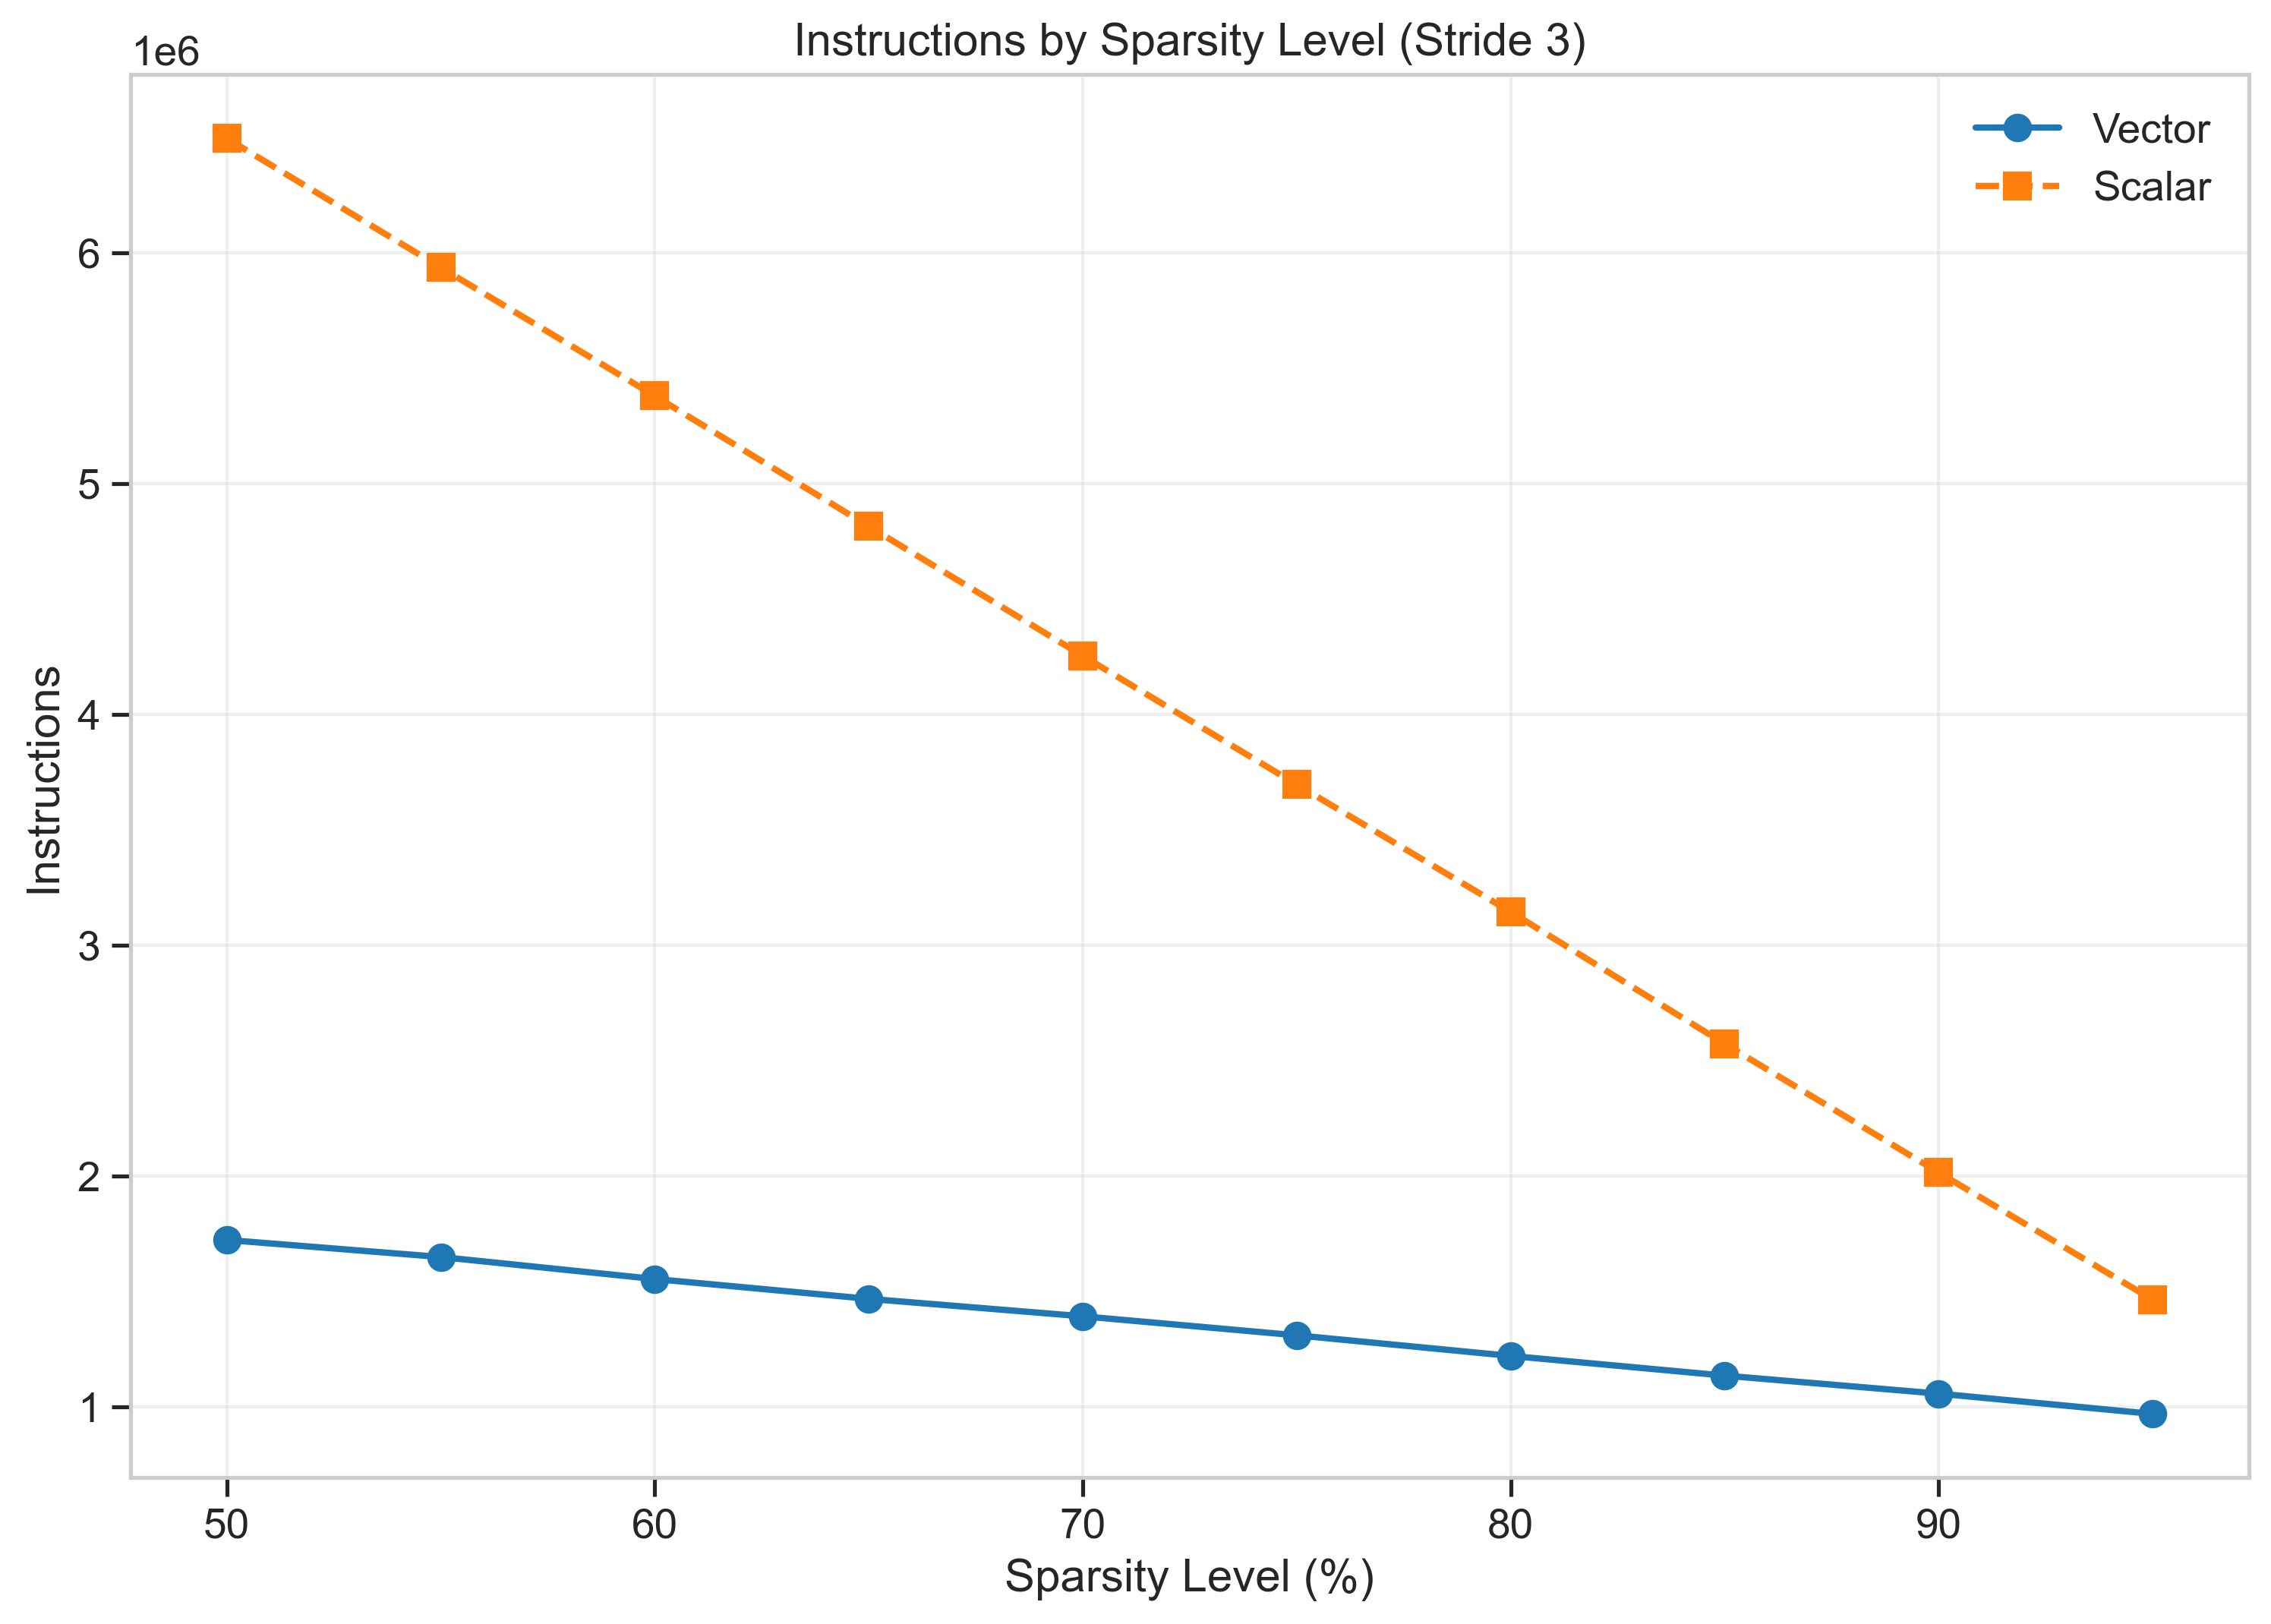 Instructions by Sparsity Level (Stride 3)
1e6
Vector
Scalar
6
5
4
3
2
1
Instructions
50 60 70 80 90
Sparsity Level (%)